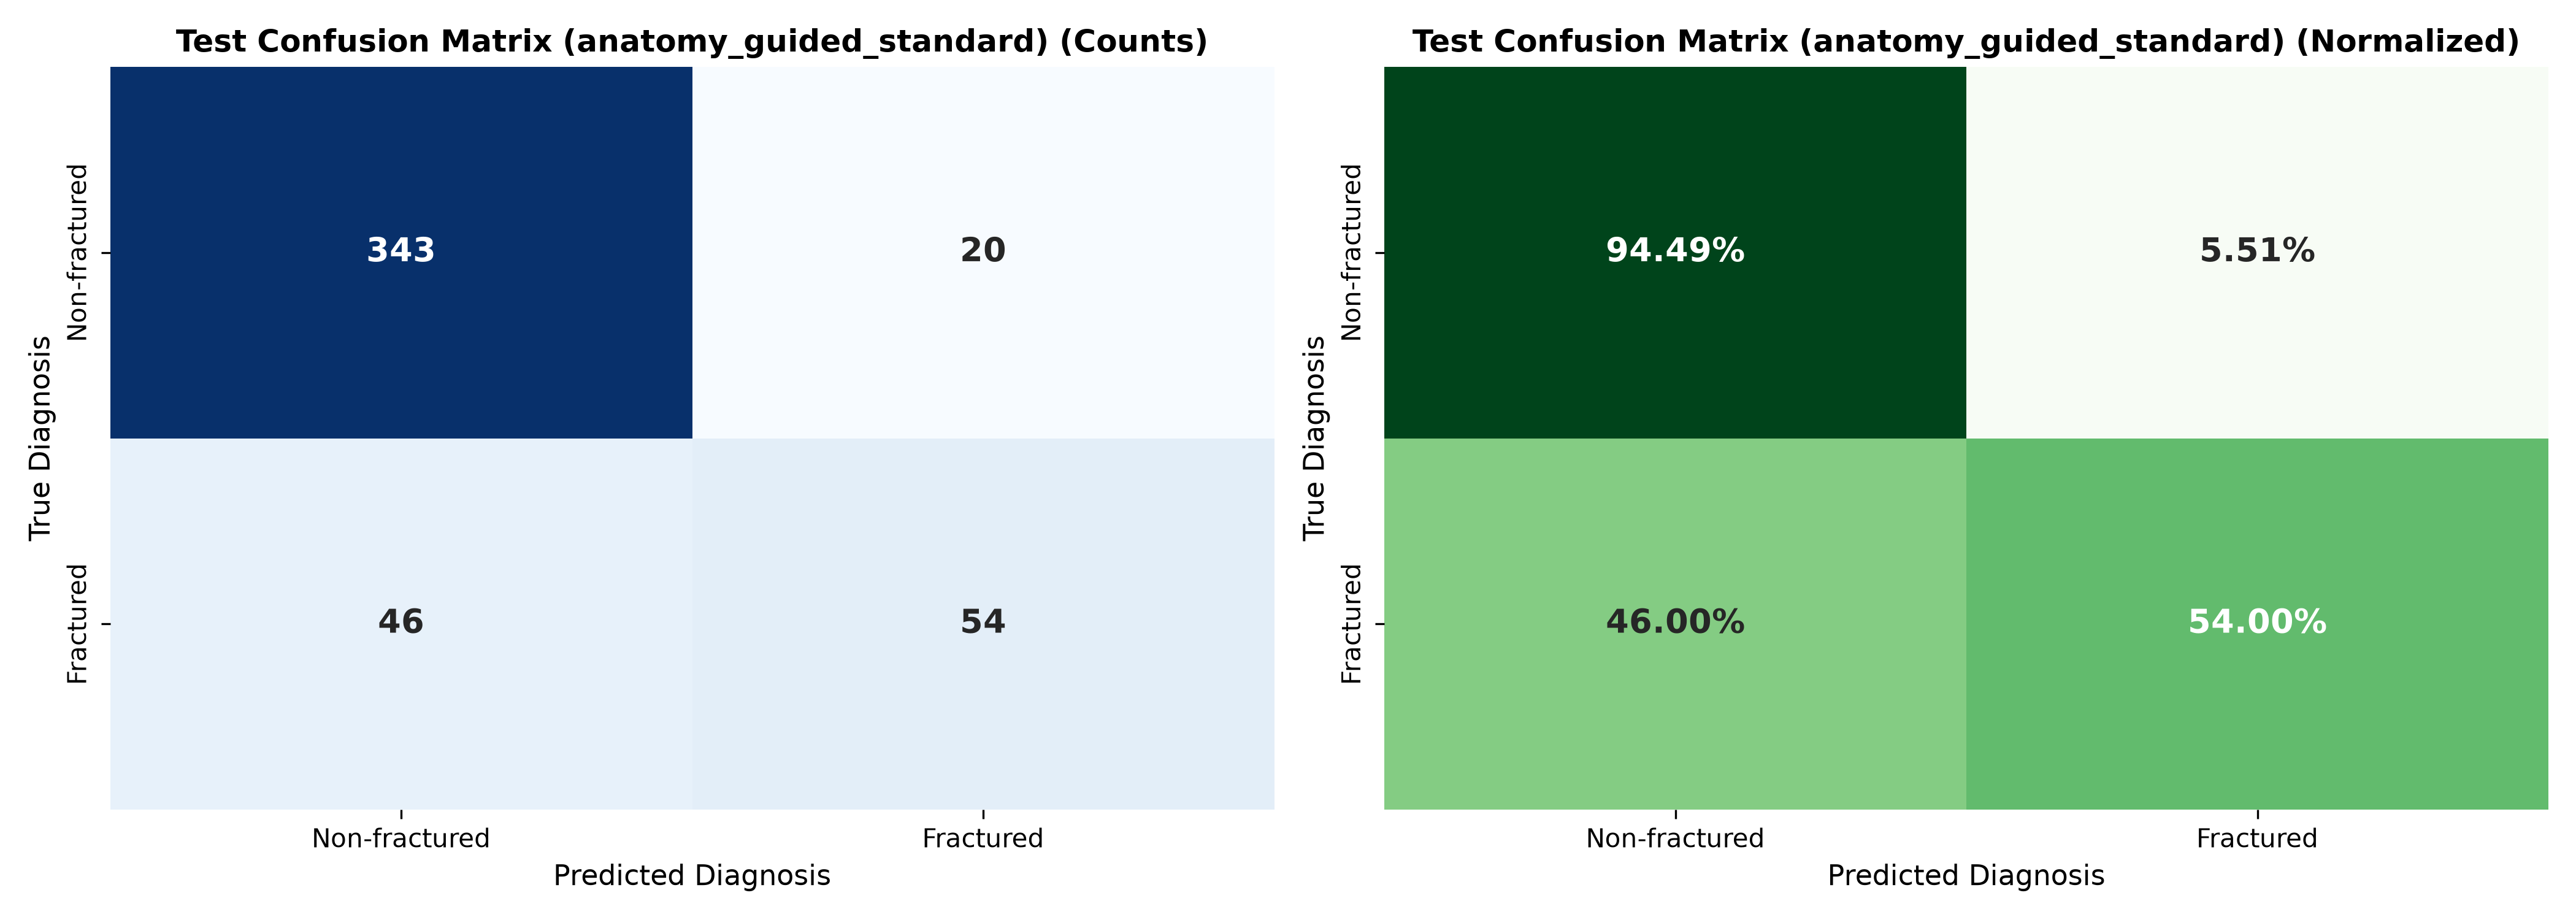 Test Confusion Matrix (anatomy_guided_standard) (Counts)
True Diagnosis
Non-fractured
343
20
Fractured
46
54
Non-fractured
Fractured
Predicted Diagnosis
Test Confusion Matrix (anatomy_guided_standard) (Normalized)
True Diagnosis
Non-fractured
94.49%
5.51%
Fractured
46.00%
54.00%
Non-fractured
Fractured
Predicted Diagnosis